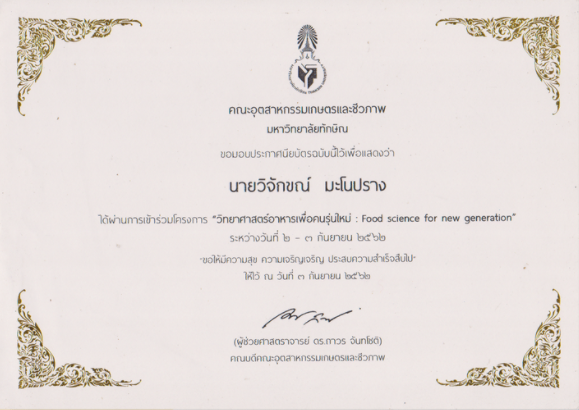 คณะอุตสาหกรรมเกษตรและชีวภาพ
มหาวิทยาลัยทักษิณ
ขอมอบประกาศนียบัตรฉบับนี้ไว้เพื่อแสดงว่า
นายวิจักขณ์ มะโนปราง
ได้ผ่านการเข้าร่วมโครงการ "วิทยาศาสตร์อาหารเพื่อคนรุ่นใหม่ : Food science for new generation"
ระหว่างวันที่ ๒ - ๓ กันยายน ๒๕๖๒
"ขอให้มีความสุข ความเจริญเจริญ ประสบความสำเร็จสืบไป"
ให้ไว้ ณ วันที่ ๓ กันยายน ๒๕๖๒
(ผู้ช่วยศาสตราจารย์ ดร.ถาวร จันทโชติ)
คณบดีคณะอุตสาหกรรมเกษตรและชีวภาพ